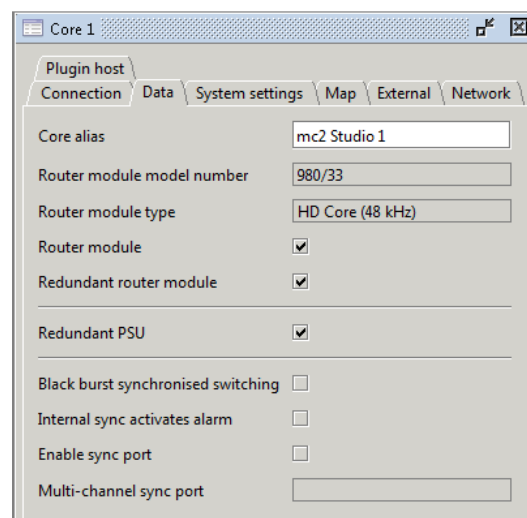 Core 1
Plugin host
Connection Data System settings Map External Network
Core alias mc2 Studio 1
Router module model number 980/33
Router module type HD Core (48 kHz)
Router module
Redundant router module
Redundant PSU
Black burst synchronised switching
Internal sync activates alarm
Enable sync port
Multi-channel sync port